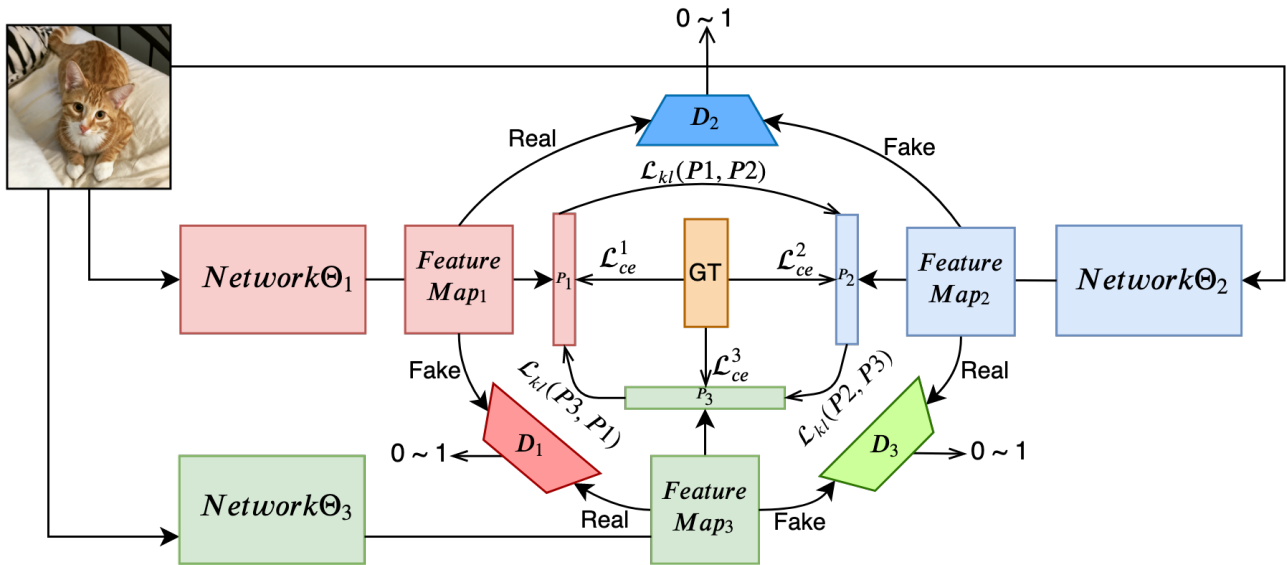 0 ~ 1
D₂
Real
Fake
ℒₖₗ(P1, P2)
NetworkΘ₁
Feature
Map₁
P₁
ℒ¹ce
GT
ℒ²ce
P₂
Feature
Map₂
NetworkΘ₂
Fake
ℒₖₗ(P3, P1)
ℒ³ce
P₃
ℒₖₗ(P2, P3)
Real
0 ~ 1
D₁
D₃
0 ~ 1
NetworkΘ₃
Real
Feature
Map₃
Fake